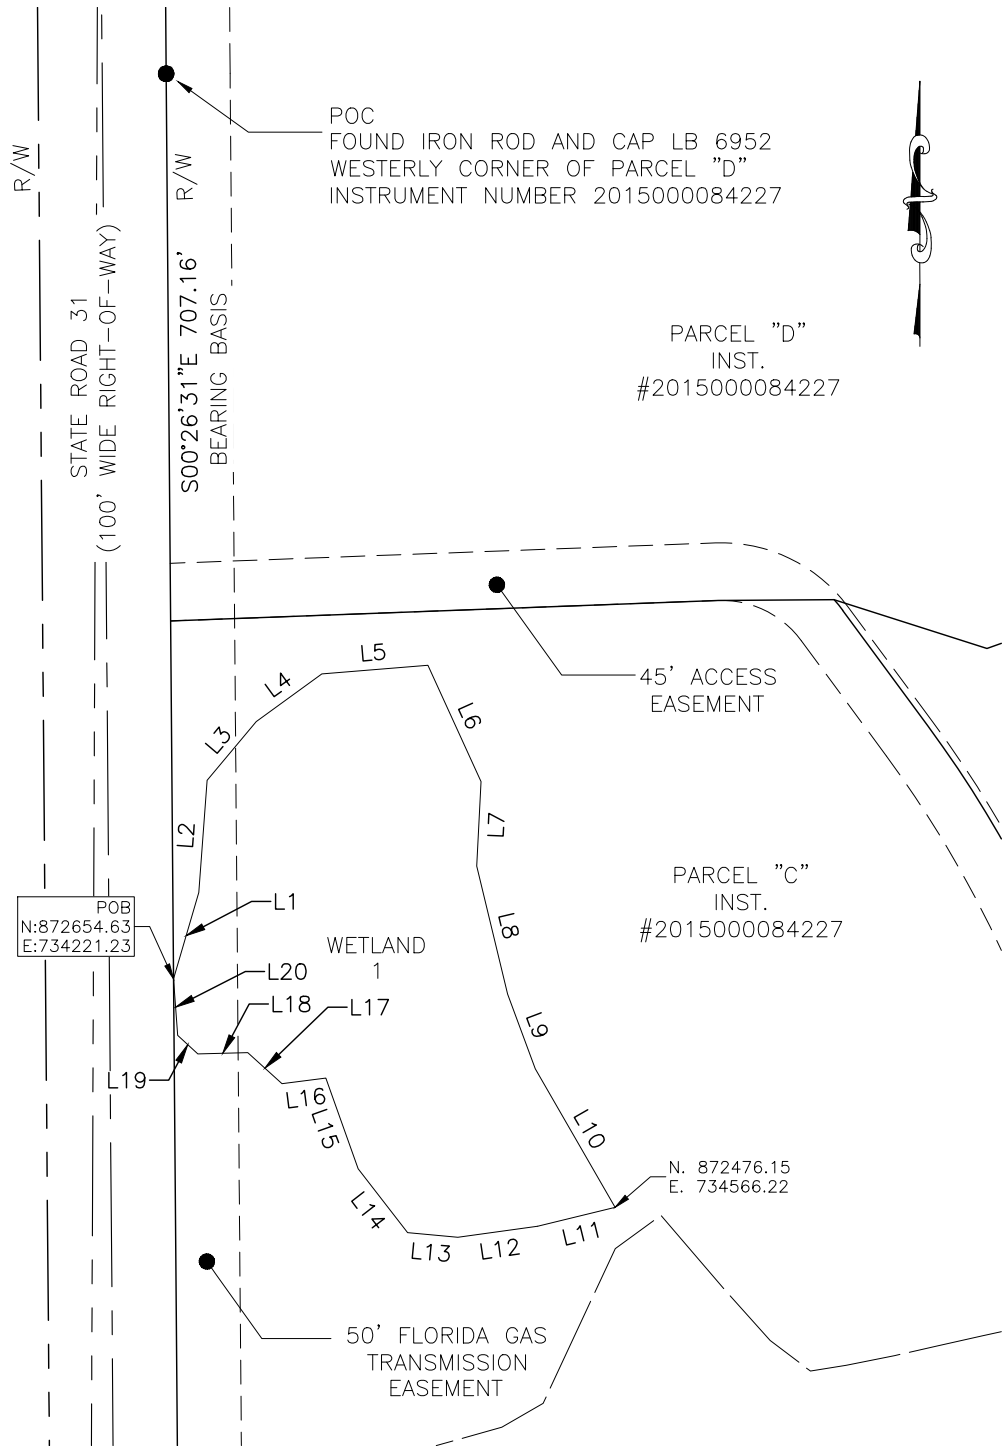 POC
FOUND IRON ROD AND CAP LB 6952
WESTERLY CORNER OF PARCEL "D"
INSTRUMENT NUMBER 2015000084227
R/W
R/W
STATE ROAD 31
(100' WIDE RIGHT-OF-WAY)
S00°26'31"E 707.16'
BEARING BASIS
PARCEL "D"
INST.
#2015000084227
45' ACCESS
EASEMENT
L5
L4
L3
L6
L2
L7
L1
L8
PARCEL "C"
INST.
#2015000084227
POB
N:872654.63
E:734221.23
WETLAND
1
L20
L18
L17
L9
L19
L16
L15
L10
N. 872476.15
E. 734566.22
L14
L13
L12
L11
50' FLORIDA GAS
TRANSMISSION
EASEMENT